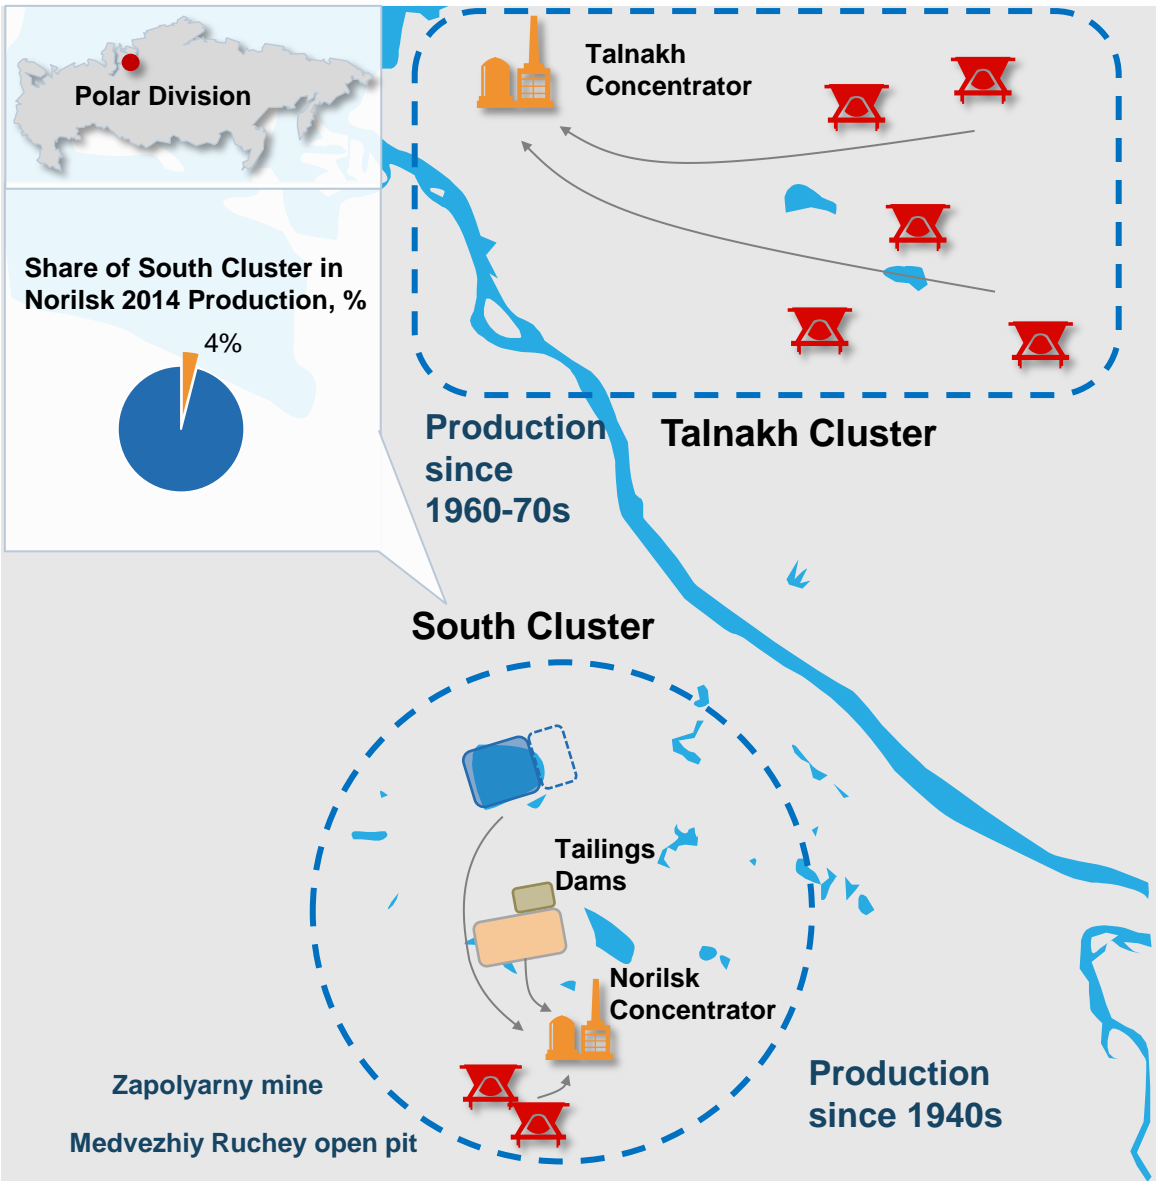 Polar Division
Share of South Cluster in
Norilsk 2014 Production, %
4%
Talnakh
Concentrator
Production
since
1960-70s
Talnakh Cluster
South Cluster
Tailings
Dams
Norilsk
Concentrator
Zapolyarny mine
Medvezhiy Ruchey open pit
Production
since 1940s